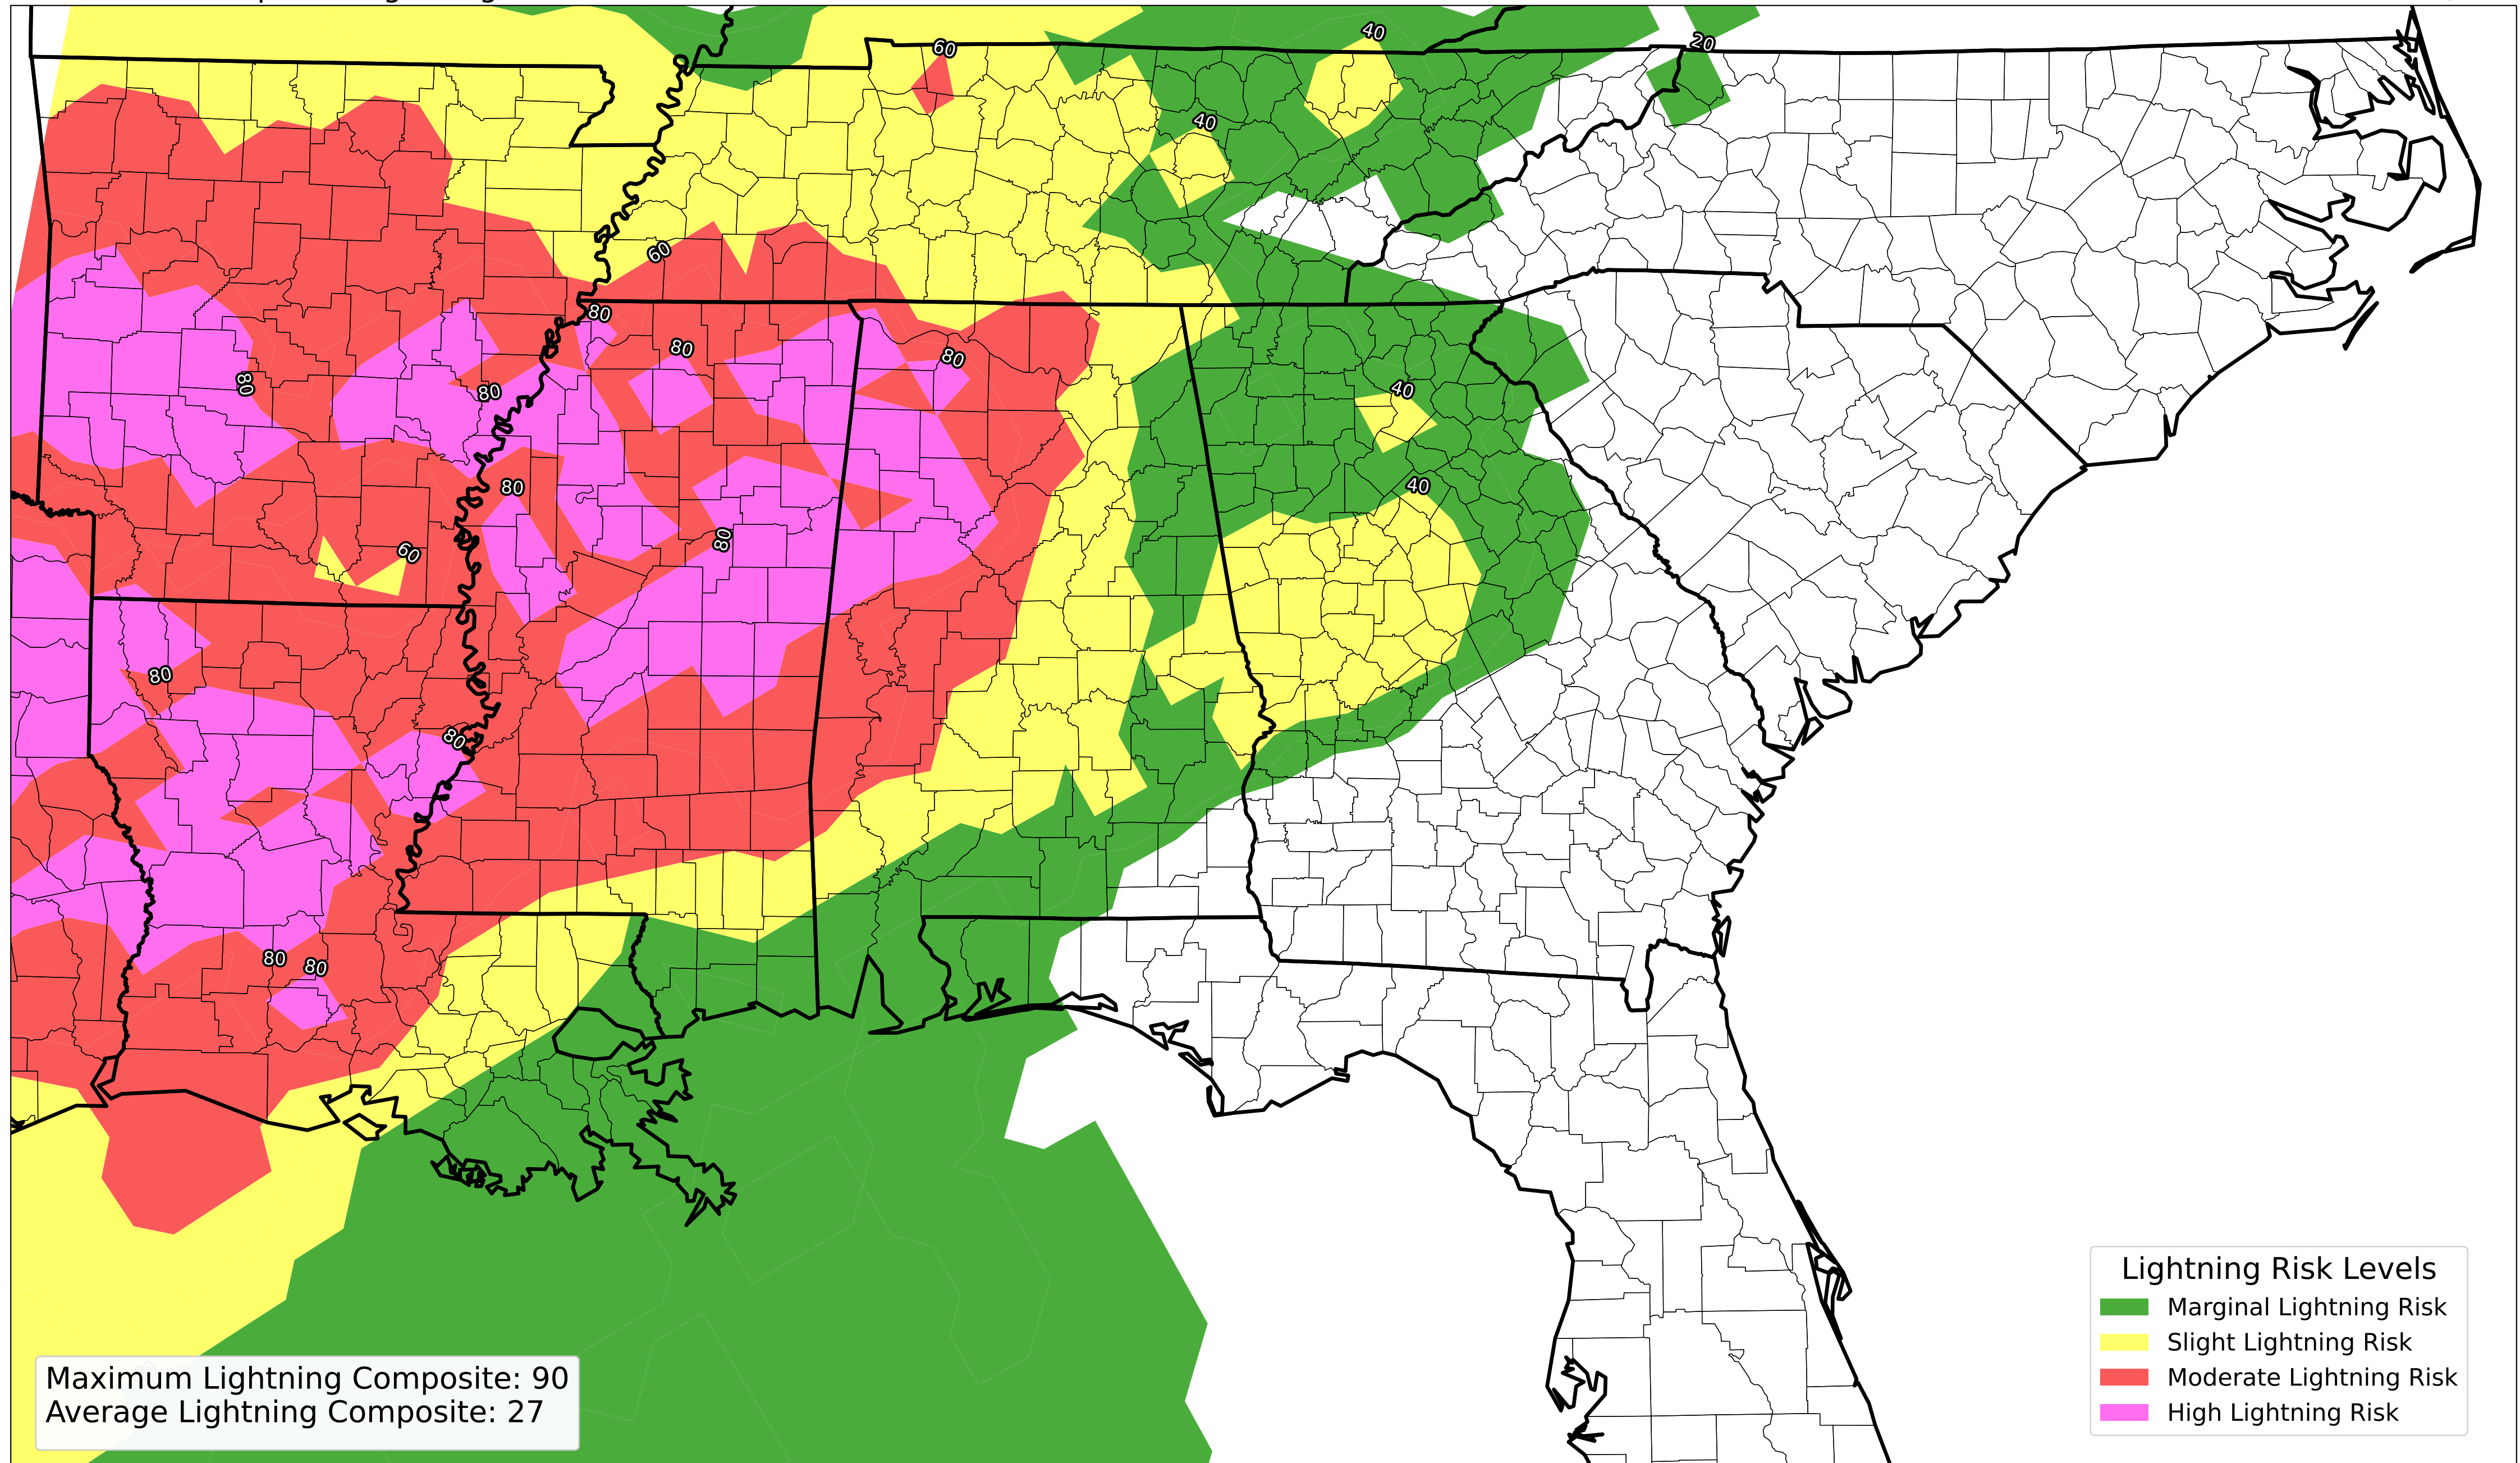 60
40
20
40
60
80
80
80
80
80
40
80
40
80
60
80
80
80
80
Maximum Lightning Composite: 90
Average Lightning Composite: 27
Lightning Risk Levels
Marginal Lightning Risk
Slight Lightning Risk
Moderate Lightning Risk
High Lightning Risk